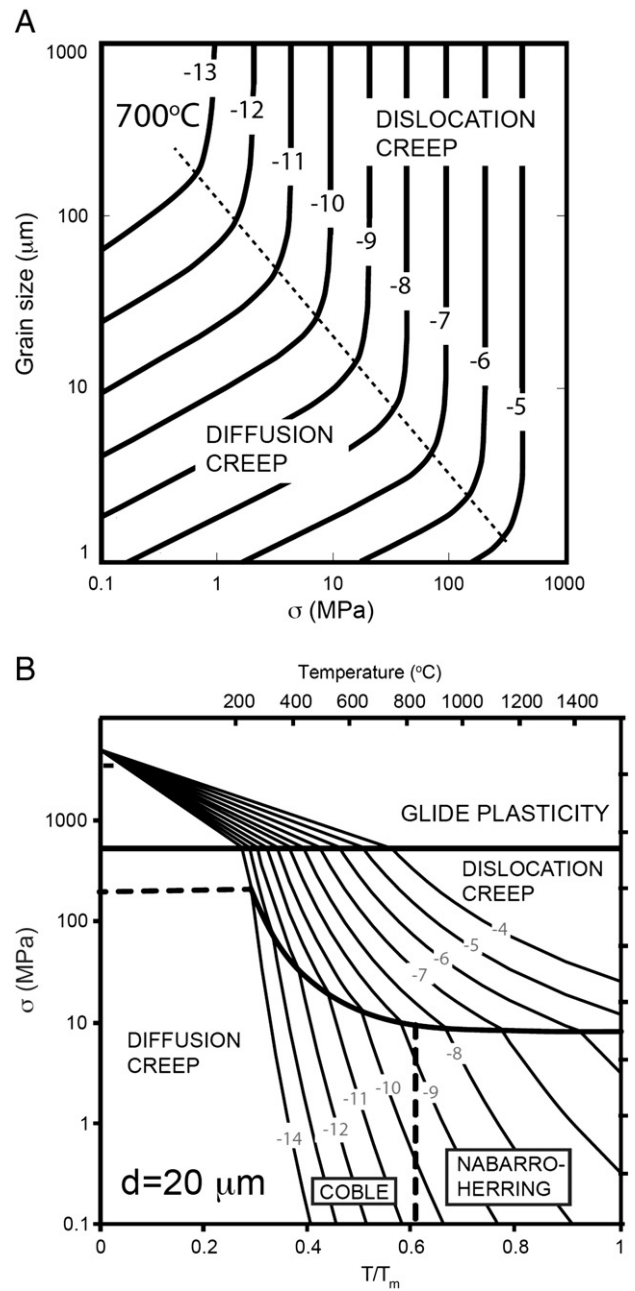 A
1000
100
10
1
Grain size (μm)
700°C
-13
-12
-11
-10
-9
-8
-7
-6
-5
DISLOCATION
CREEP
DIFFUSION
CREEP
0.1
1
10
100
1000
σ (MPa)
B
Temperature (°C)
200
400
600
800
1000
1200
1400
1000
100
10
1
0.1
σ (MPa)
GLIDE PLASTICITY
DISLOCATION
CREEP
-4
-5
-6
-7
-8
-9
-10
-11
-12
-14
DIFFUSION
CREEP
d=20 μm
COBLE
NABARRO-
HERRING
0
0.2
0.4
0.6
0.8
1
T/Tm